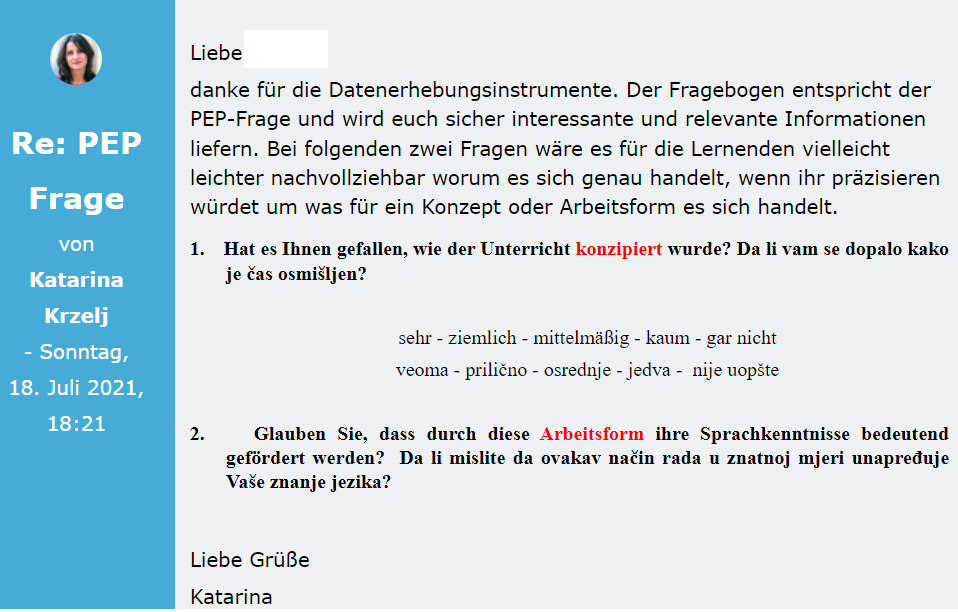 Re: PEP
Frage
von
Katarina
Krzelj
- Sonntag,
18. Juli 2021,
18:21
Liebe
danke für die Datenerhebungsinstrumente. Der Fragebogen entspricht der
PEP-Frage und wird euch sicher interessante und relevante Informationen
liefern. Bei folgenden zwei Fragen wäre es für die Lernenden vielleicht
leichter nachvollziehbar worum es sich genau handelt, wenn ihr präzisieren
würdet um was für ein Konzept oder Arbeitsform es sich handelt.
1. Hat es Ihnen gefallen, wie der Unterricht konzipiert wurde? Da li vam se dopalo kako
je čas osmišljen?
sehr - ziemlich - mittelmäßig - kaum - gar nicht
veoma - prilično - osrednje - jedva - nije uopšte
2. Glauben Sie, dass durch diese Arbeitsform ihre Sprachkenntnisse bedeutend
gefördert werden? Da li mislite da ovakav način rada u znatnoj mjeri unapređuje
Vaše znanje jezika?
Liebe Grüße
Katarina